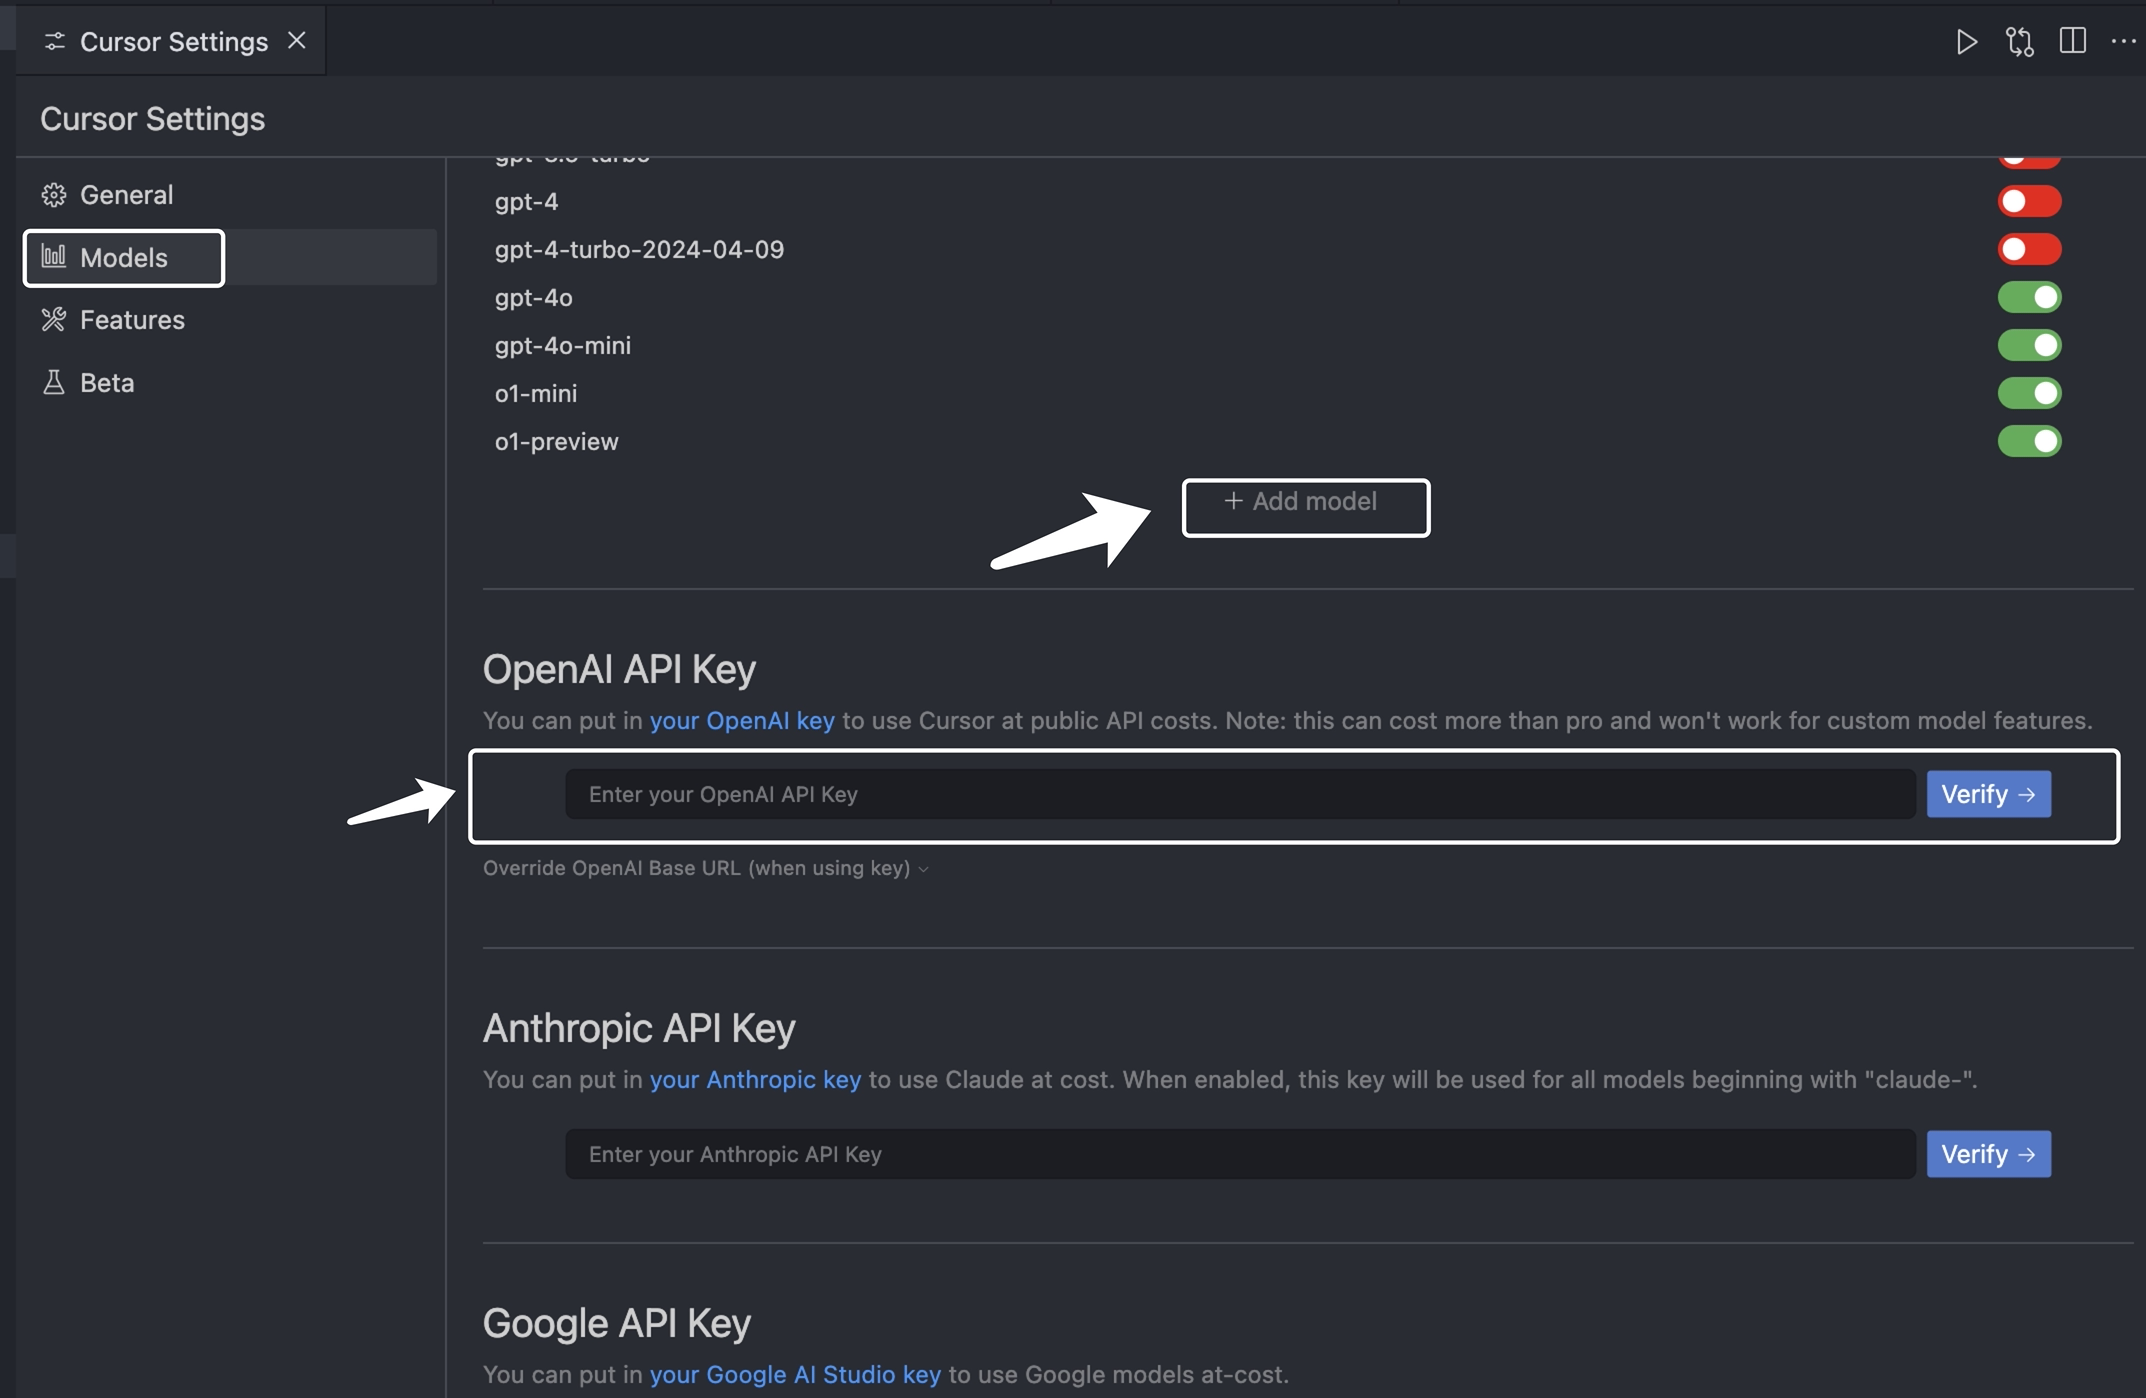 Cursor Settings
Cursor Settings
General
Models
Features
Beta
gpt-3.5-turbo
gpt-4
gpt-4-turbo-2024-04-09
gpt-4o
gpt-4o-mini
o1-mini
o1-preview
+ Add model
OpenAI API Key
You can put in your OpenAI key to use Cursor at public API costs. Note: this can cost more than pro and won't work for custom model features.
Enter your OpenAI API Key
Verify →
Override OpenAI Base URL (when using key)
Anthropic API Key
You can put in your Anthropic key to use Claude at cost. When enabled, this key will be used for all models beginning with "claude-".
Enter your Anthropic API Key
Verify →
Google API Key
You can put in your Google AI Studio key to use Google models at-cost.